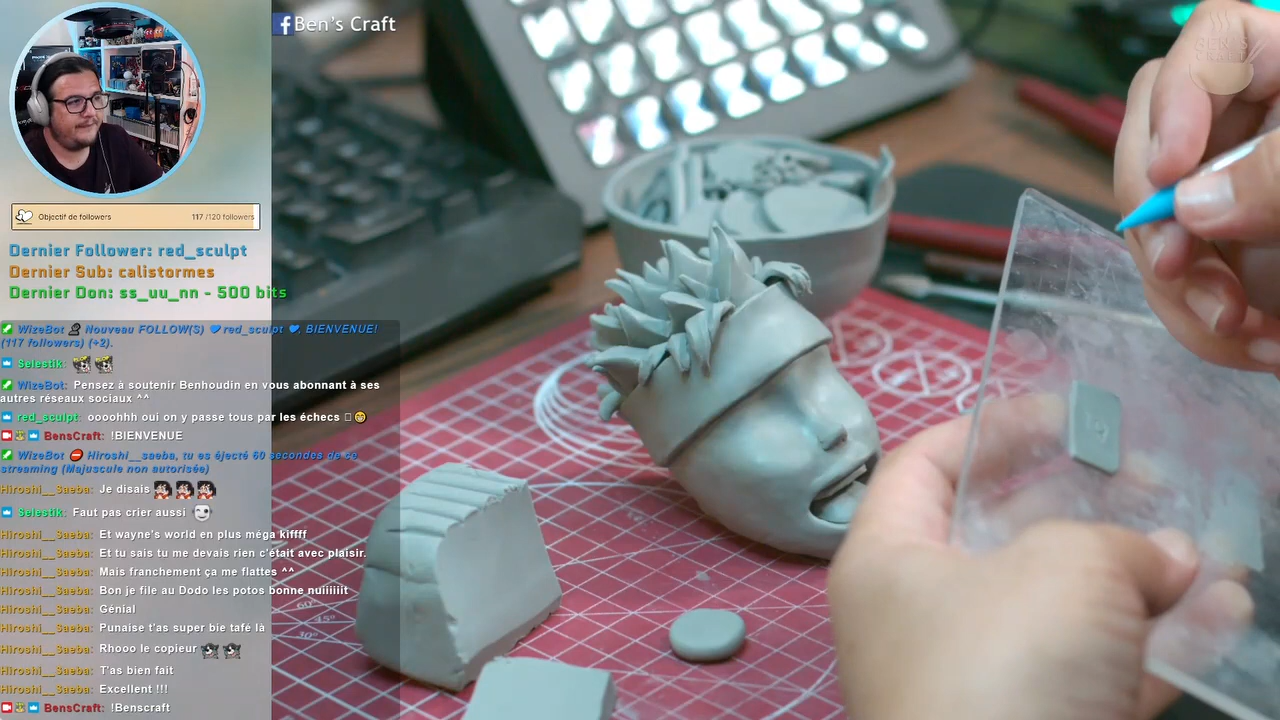 Ben's Craft
BEN'S CRAFT
Objectif de followers 117 /120 followers
Dernier Follower: red_sculpt
Dernier Sub: calistormes
Dernier Don: ss_uu_nn - 500 bits
WizeBot Nouveau FOLLOW(S) red_sculpt , BIENVENUE!
(117 followers) (+2).
Selestik:
WizeBot: Pensez à soutenir Benhoudin en vous abonnant à ses
autres réseaux sociaux ^^
red_sculpt: oooohhh oui on y passe tous par les échecs
BensCraft: !BIENVENUE
WizeBot Hiroshi__saeba, tu es éjecté 60 secondes de ce
streaming (Majuscule non autorisée)
Hiroshi__Saeba: Je disais
Selestik: Faut pas crier aussi
Hiroshi__Saeba: Et wayne's world en plus méga kiffff
Hiroshi__Saeba: Et tu sais tu me devais rien c'était avec plaisir.
Hiroshi__Saeba: Mais franchement ça me flattes ^^
Hiroshi__Saeba: Bon je file au Dodo les potos bonne nuiiiiiit
Hiroshi__Saeba: Génial
Hiroshi__Saeba: Punaise t'as super bie tafé là
Hiroshi__Saeba: Rhooo le copieur
Hiroshi__Saeba: T'as bien fait
Hiroshi__Saeba: Excellent !!!
BensCraft: !Benscraft